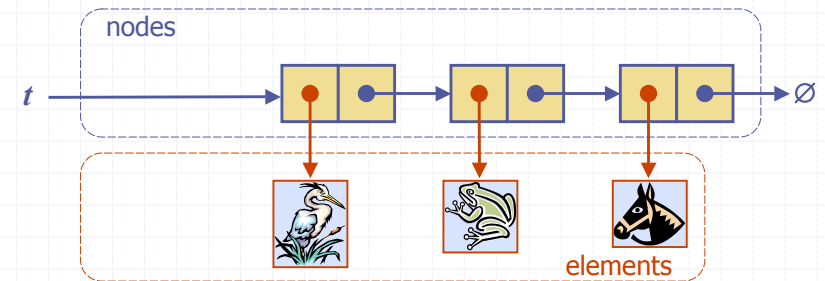 nodes
t
∅
elements